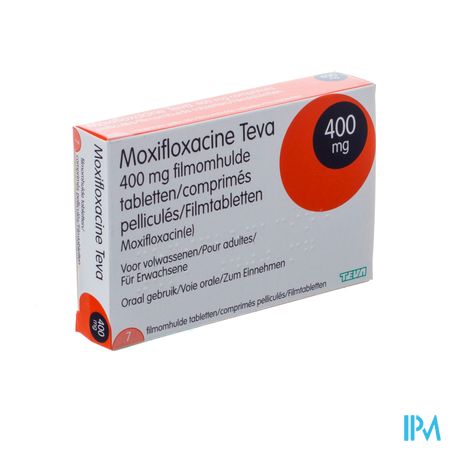 Moxifloxacine Teva
400 mg filmomhulde
tabletten/comprimés
pelliculés/Filmtabletten
Moxifloxacin(e)
Voor volwassenen/Pour adultes/
Für Erwachsene
Oraal gebruik/Voie orale/Zum Einnehmen
7 filmomhulde tabletten/comprimés pelliculés/Filmtabletten
400
mg
TEVA
Moxifloxacine Teva
400
mg
IPM